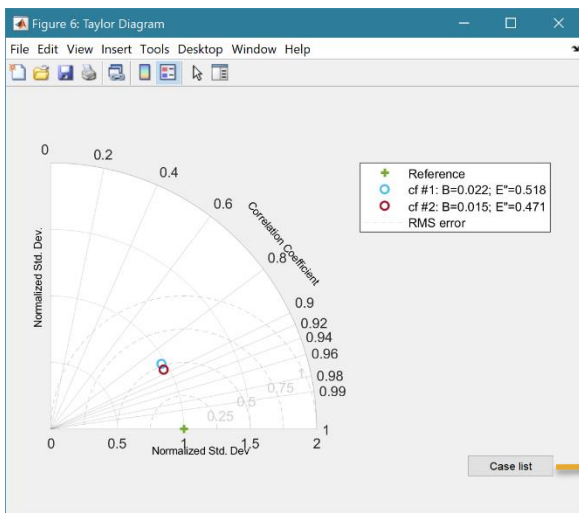 Figure 6: Taylor Diagram
File Edit View Insert Tools Desktop Window Help
0
0.2
0.4
0.6
0.8
0.9
0.92
0.94
0.96
0.98
0.99
1
Correlation Coefficient
Normalized Std. Dev.
Reference
cf #1: B=0.022; E"=0.518
cf #2: B=0.015; E"=0.471
RMS error
1
0.75
0.5
0.25
0 0.5 1 1.5 2
Normalized Std. Dev
Case list